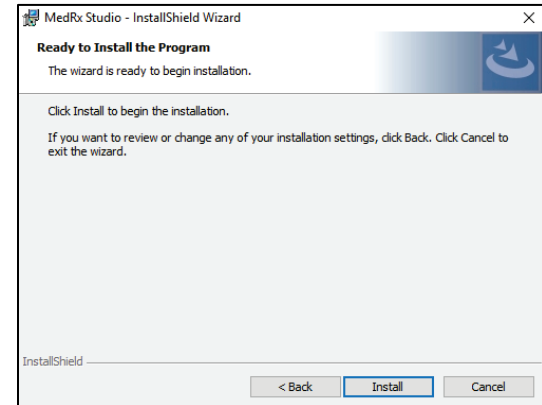 MedRx Studio - InstallShield Wizard
Ready to Install the Program
The wizard is ready to begin installation.
Click Install to begin the installation.
If you want to review or change any of your installation settings, click Back. Click Cancel to
exit the wizard.
InstallShield
< Back Install Cancel